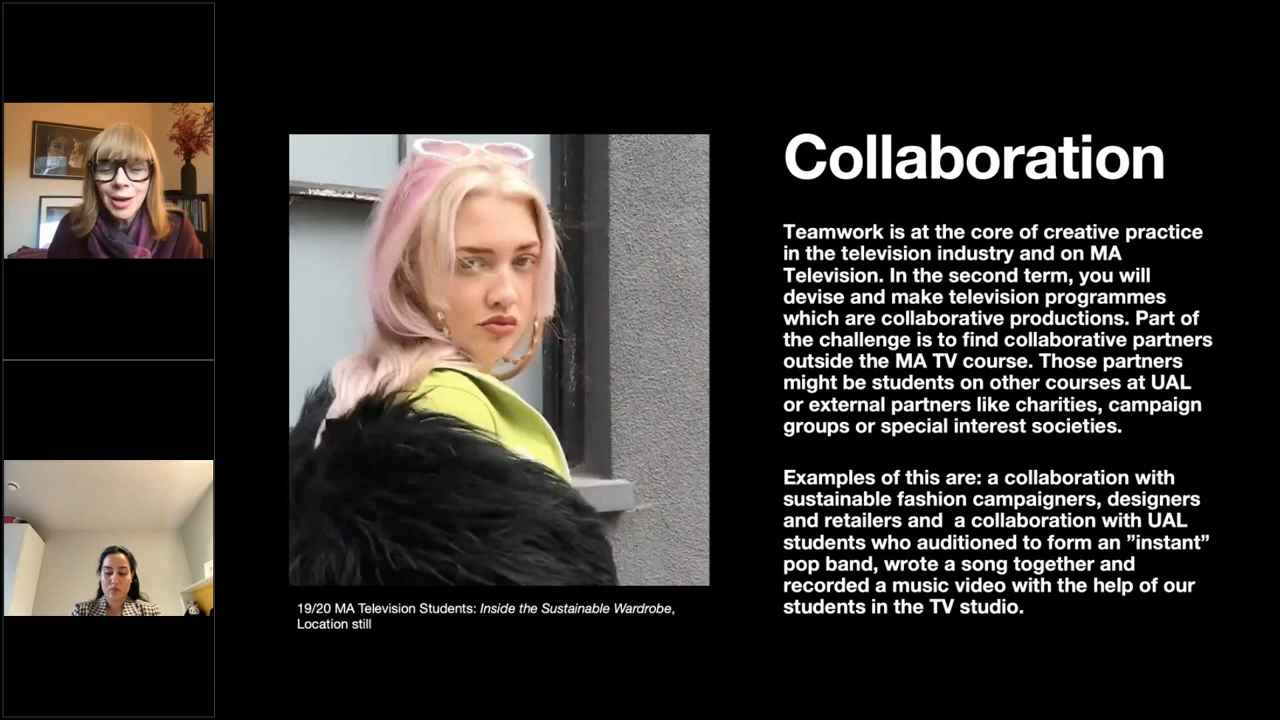 Collaboration
Teamwork is at the core of creative practice
in the television industry and on MA
Television. In the second term, you will
devise and make television programmes
which are collaborative productions. Part of
the challenge is to find collaborative partners
outside the MA TV course. Those partners
might be students on other courses at UAL
or external partners like charities, campaign
groups or special interest societies.
Examples of this are: a collaboration with
sustainable fashion campaigners, designers
and retailers and  a collaboration with UAL
students who auditioned to form an ”instant”
pop band, wrote a song together and
recorded a music video with the help of our
students in the TV studio.
19/20 MA Television Students: Inside the Sustainable Wardrobe,
Location still